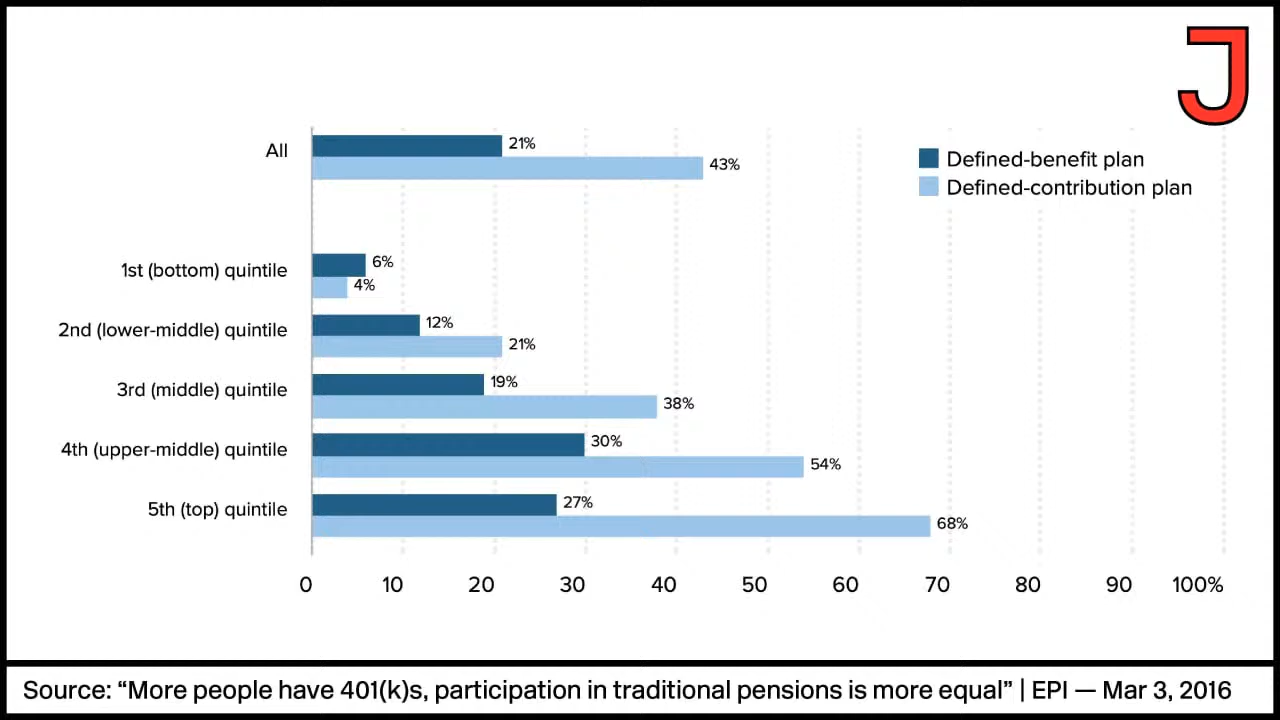 J
Defined-benefit plan
Defined-contribution plan
All
21%
43%
1st (bottom) quintile
6%
4%
2nd (lower-middle) quintile
12%
21%
3rd (middle) quintile
19%
38%
4th (upper-middle) quintile
30%
54%
5th (top) quintile
27%
68%
0 10 20 30 40 50 60 70 80 90 100%
Source: “More people have 401(k)s, participation in traditional pensions is more equal” | EPI — Mar 3, 2016